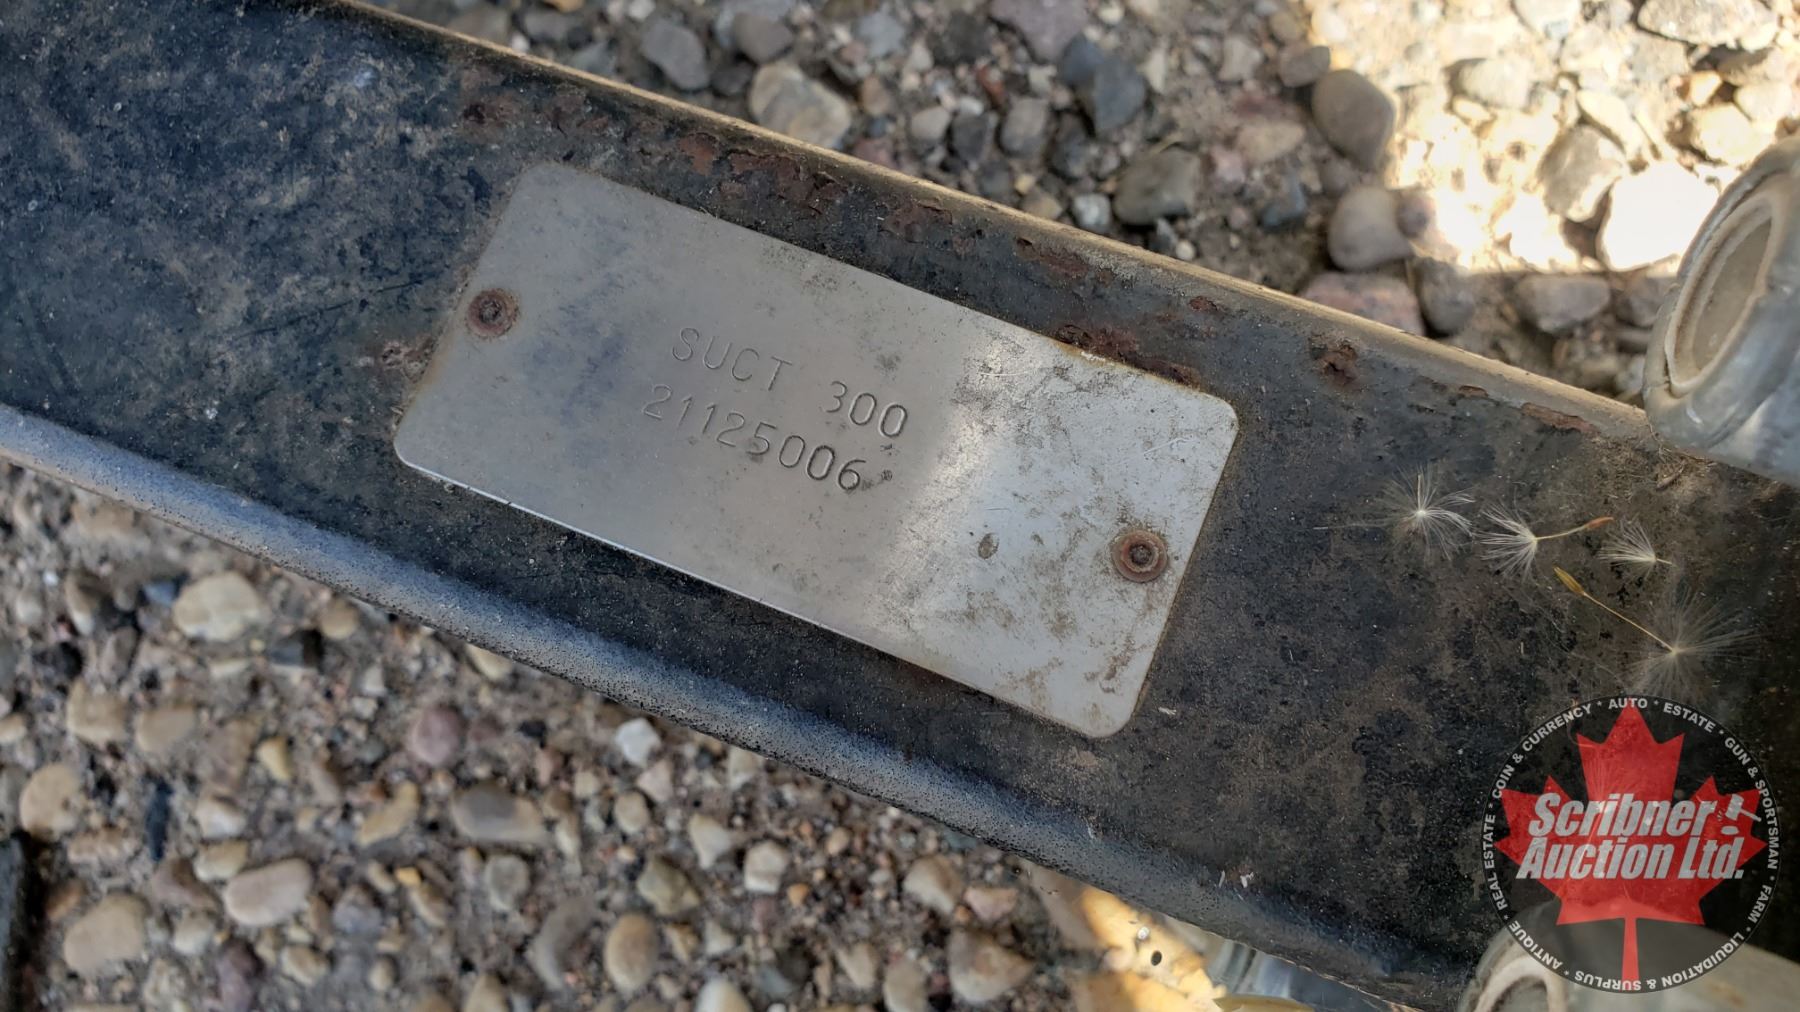 SUCT 300
21125006
Scribner!
Auction Ltd.
REAL ESTATE * COIN & CURRENCY * AUTO * ESTATE * GUN & SPORTSMAN * FARM * LIQUIDATION & SURPLUS * ANTIQUE *